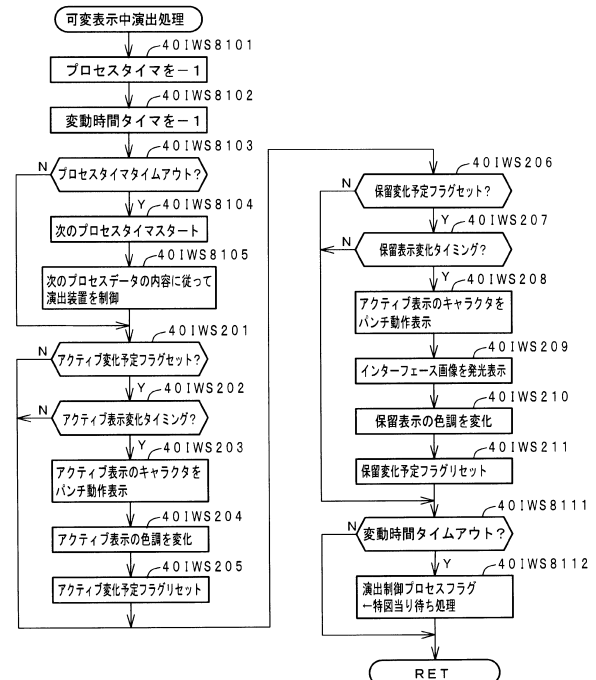 可変表示中演出処理
40IWS8101
プロセスタイマを－1
40IWS8102
変動時間タイマを－1
40IWS8103
N
プロセスタイマタイムアウト？
Y
40IWS8104
次のプロセスタイマスタート
40IWS8105
次のプロセスデータの内容に従って
演出装置を制御
40IWS201
N
アクティブ変化予定フラグセット？
Y
40IWS202
N
アクティブ表示変化タイミング？
Y
40IWS203
アクティブ表示のキャラクタを
パンチ動作表示
40IWS204
アクティブ表示の色調を変化
40IWS205
アクティブ変化予定フラグリセット
40IWS206
N
保留変化予定フラグセット？
Y
40IWS207
N
保留表示変化タイミング？
Y
40IWS208
アクティブ表示のキャラクタを
パンチ動作表示
40IWS209
インターフェース画像を発光表示
40IWS210
保留表示の色調を変化
40IWS211
保留変化予定フラグリセット
40IWS8111
N
変動時間タイムアウト？
Y
40IWS8112
演出制御プロセスフラグ
←特図当り待ち処理
RET